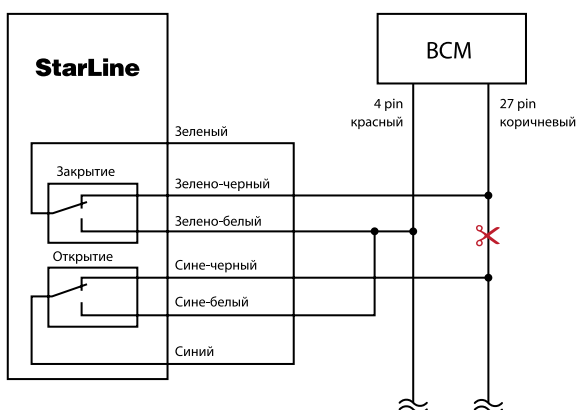 StarLine
BCM
4 pin
красный
27 pin
коричневый
Зеленый
Закрытие
Зелено-черный
Зелено-белый
Открытие
Сине-черный
Сине-белый
Синий